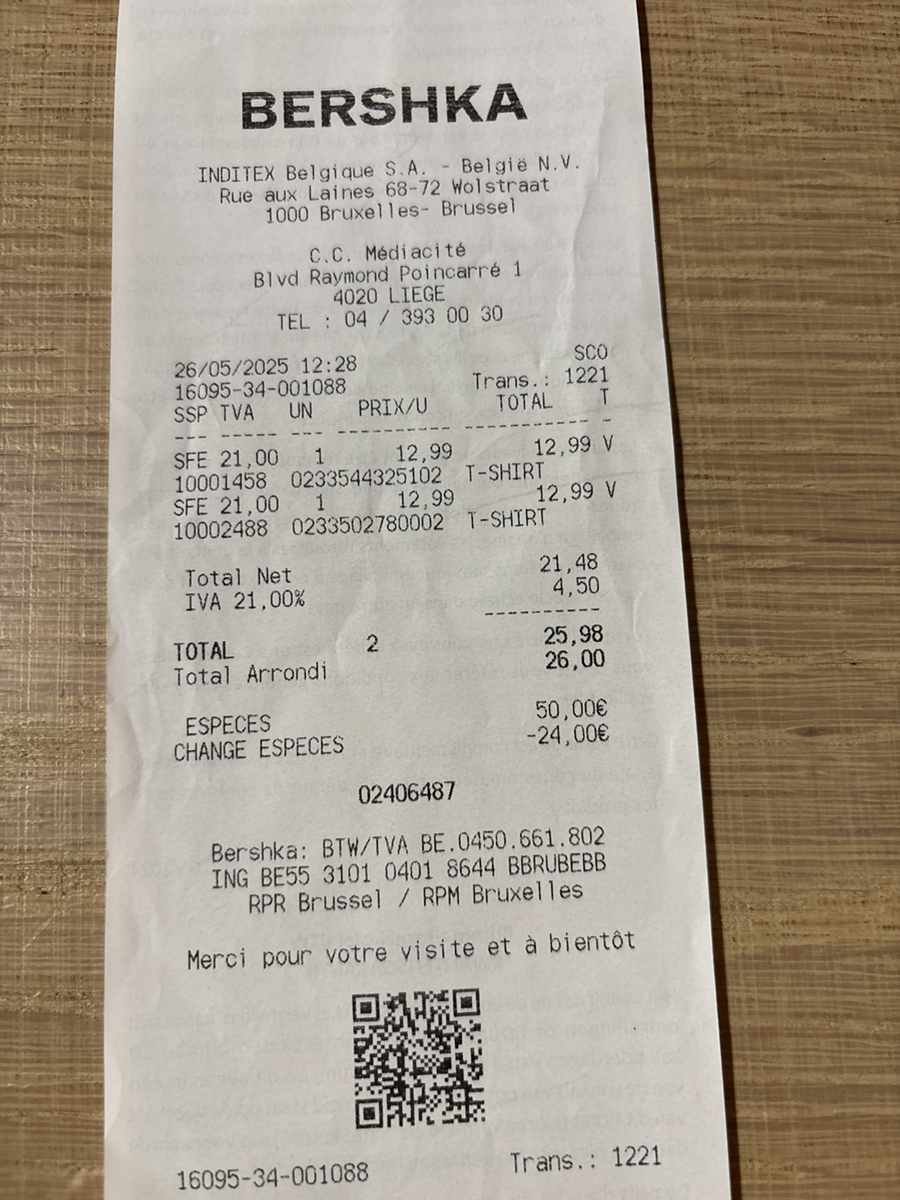 BERSHKA
INDITEX Belgique S.A. - België N.V.
Rue aux Laines 68-72 Wolstraat
1000 Bruxelles- Brussel
C.C. Médiacité
Blvd Raymond Poincarré 1
4020 LIEGE
TEL : 04 / 393 00 30
26/05/2025 12:28 SCO
16095-34-001088 Trans.: 1221
SSP TVA UN PRIX/U TOTAL T
--- ----- --- ---------- ----------- -
SFE 21,00 1 12,99 12,99 V
10001458 0233544325102 T-SHIRT
SFE 21,00 1 12,99 12,99 V
10002488 0233502780002 T-SHIRT
Total Net 21,48
IVA 21,00% 4,50
----------
TOTAL 2 25,98
Total Arrondi 26,00
ESPECES 50,00€
CHANGE ESPECES -24,00€
02406487
Bershka: BTW/TVA BE.0450.661.802
ING BE55 3101 0401 8644 BBRUBEBB
RPR Brussel / RPM Bruxelles
Merci pour votre visite et à bientôt
16095-34-001088 Trans.: 1221